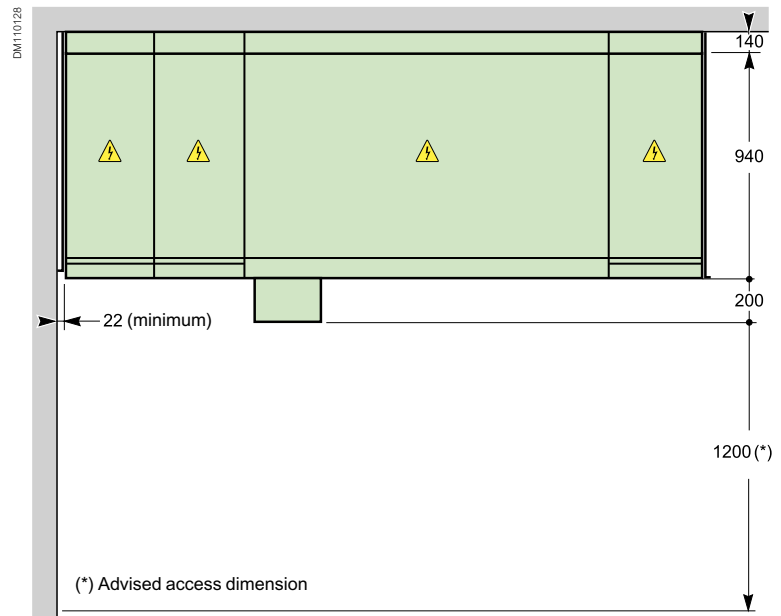 DM110128
140
940
200
22 (minimum)
1200 (*)
(*) Advised access dimension